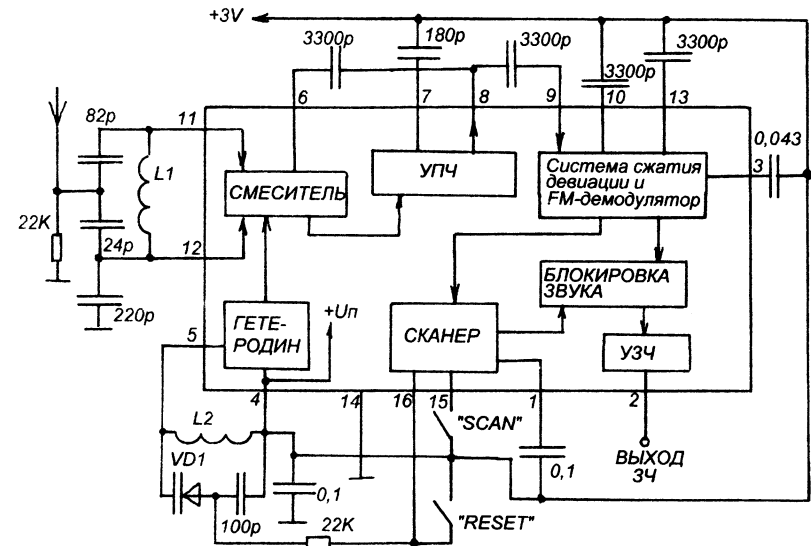 +3V
3300p
180p
3300p
3300p
3300p
6
7
8
9
10
13
82p
11
0,043
3
L1
СМЕСИТЕЛЬ
УПЧ
Система сжатия
девиации и
FM-демодулятор
22K
24p
12
220p
БЛОКИРОВКА
ЗВУКА
5
ГЕТЕ-
РОДИН
+Uп
СКАНЕР
УЗЧ
4
14
16
15
1
2
L2
"SCAN"
VD1
0,1
0,1
ВЫХОД
ЗЧ
100p
22K
"RESET"